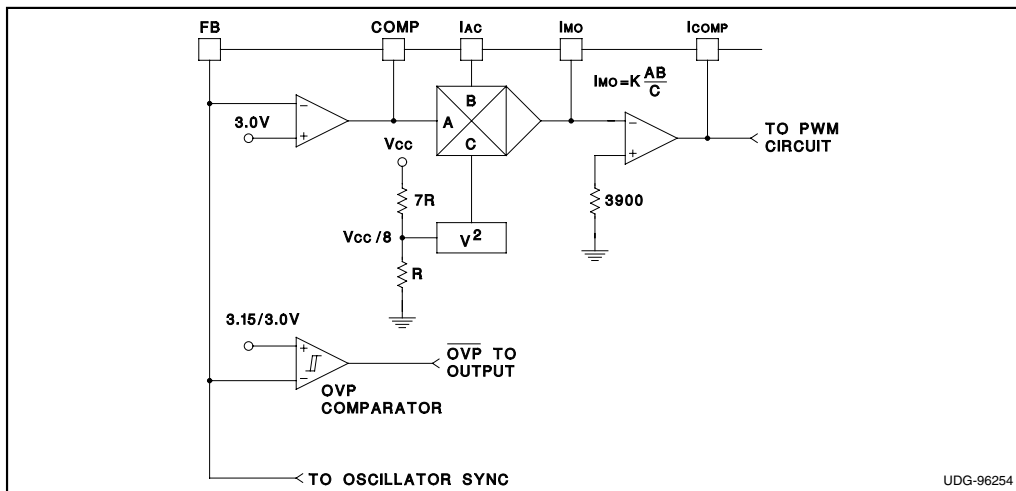 FB COMP IAC IMO ICOMP
IMO=K AB/C
3.0V
−
+
A
B
C
−
+
TO PWM
CIRCUIT
VCC
7R
3900
VCC/8
V²
R
3.15/3.0V
+
−
OVP TO
OUTPUT
OVP
COMPARATOR
TO OSCILLATOR SYNC
UDG-96254